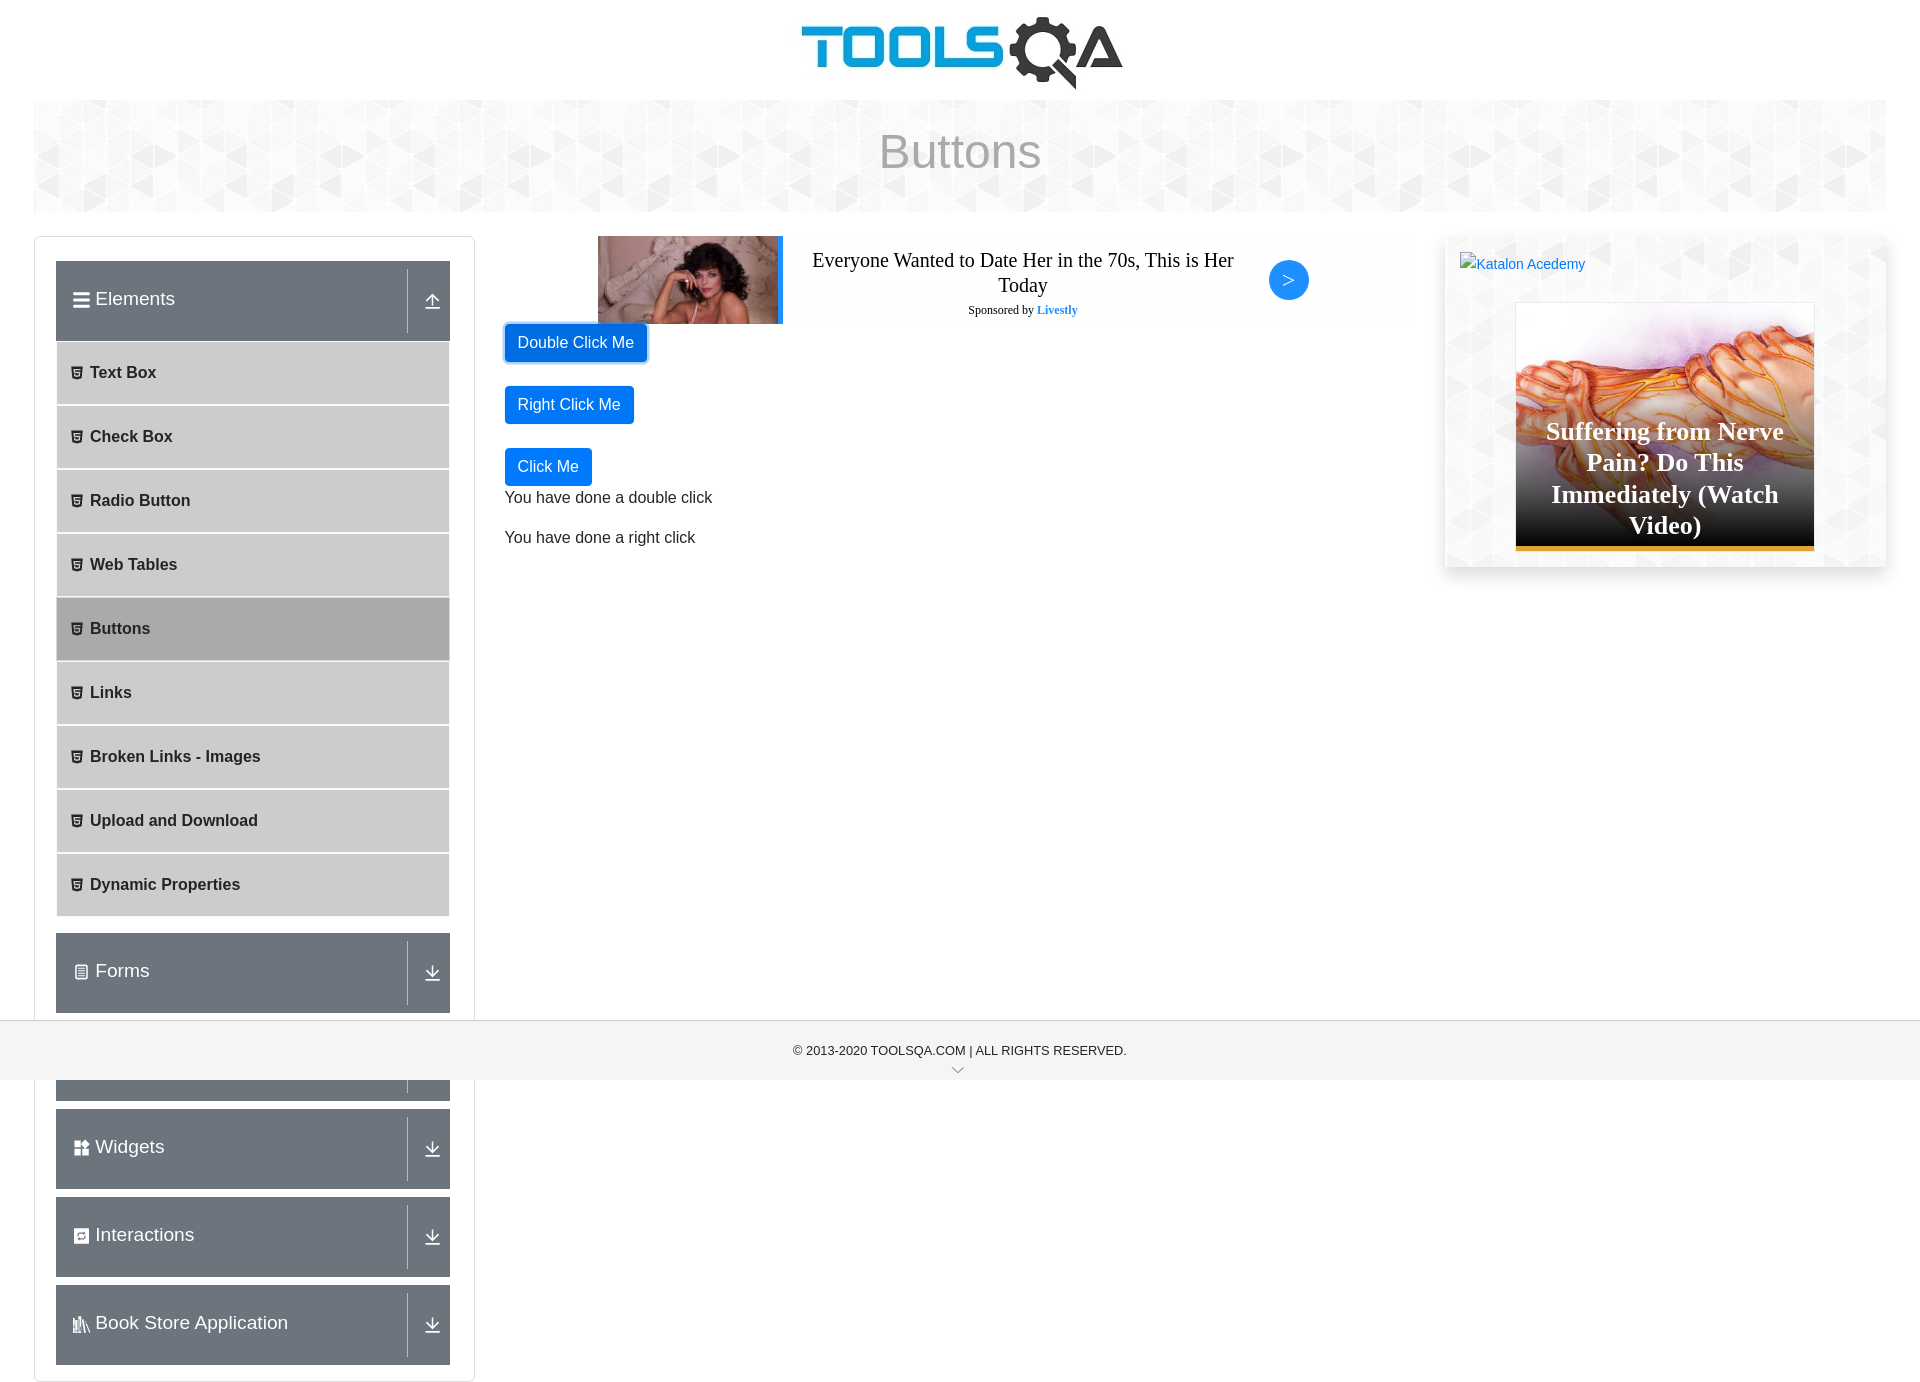 TOOLSQA
Buttons
Elements
Text Box
Check Box
Radio Button
Web Tables
Buttons
Links
Broken Links - Images
Upload and Download
Dynamic Properties
Forms
Widgets
Interactions
Book Store Application
Everyone Wanted to Date Her in the 70s, This is Her
Today
Sponsored by Livestly
>
Double Click Me
Right Click Me
Click Me
You have done a double click
You have done a right click
Katalon Acedemy
Suffering from Nerve
Pain? Do This
Immediately (Watch
Video)
© 2013-2020 TOOLSQA.COM | ALL RIGHTS RESERVED.